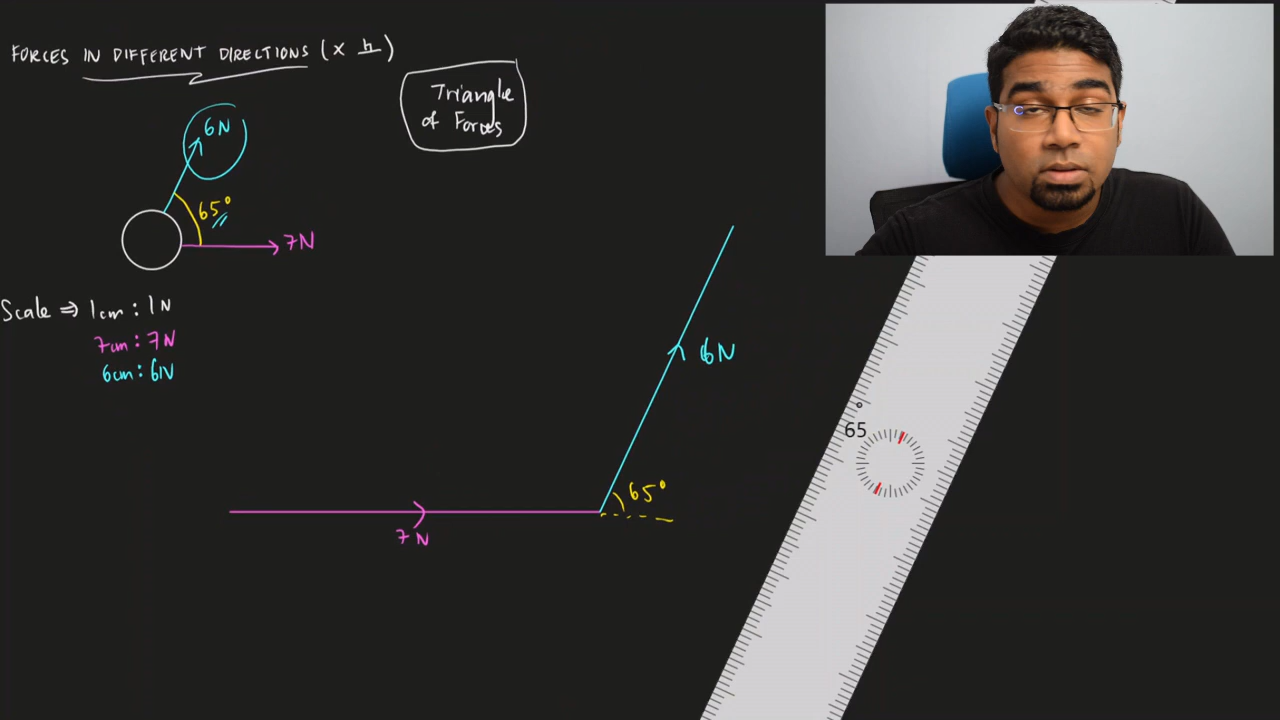 FORCES IN DIFFERENT DIRECTIONS (X
Triangle
of Forces
6N
65°
7N
Scale ⇒ 1cm : 1N
7cm : 7N
6cm : 6N
6N
65°
65°
7N